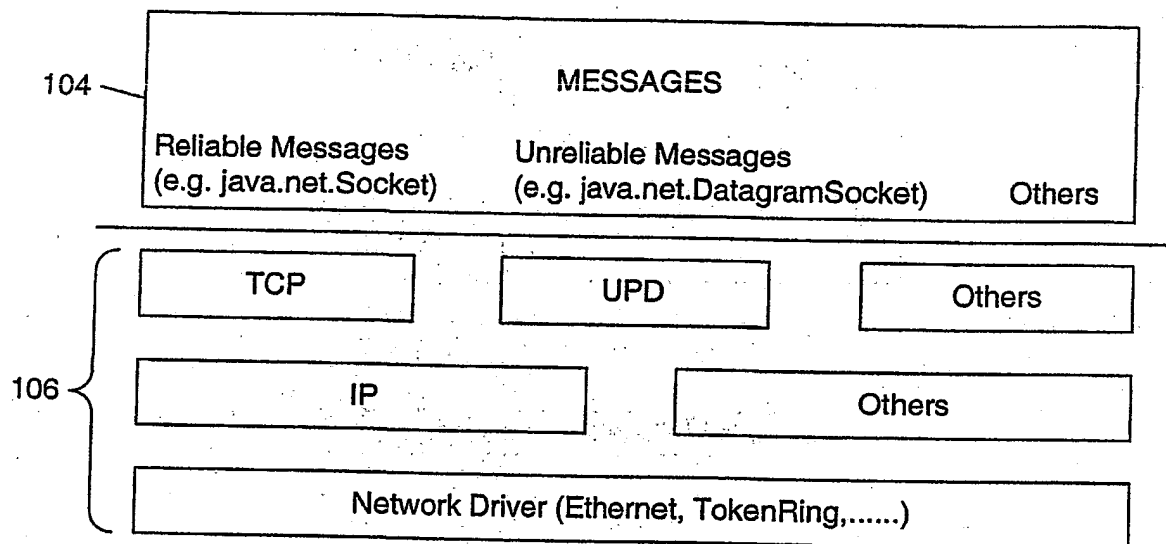 104
MESSAGES
Reliable Messages
(e.g. java.net.Socket)
Unreliable Messages
(e.g. java.net.DatagramSocket)
Others
TCP
UPD
Others
106
IP
Others
Network Driver (Ethernet, TokenRing,......)